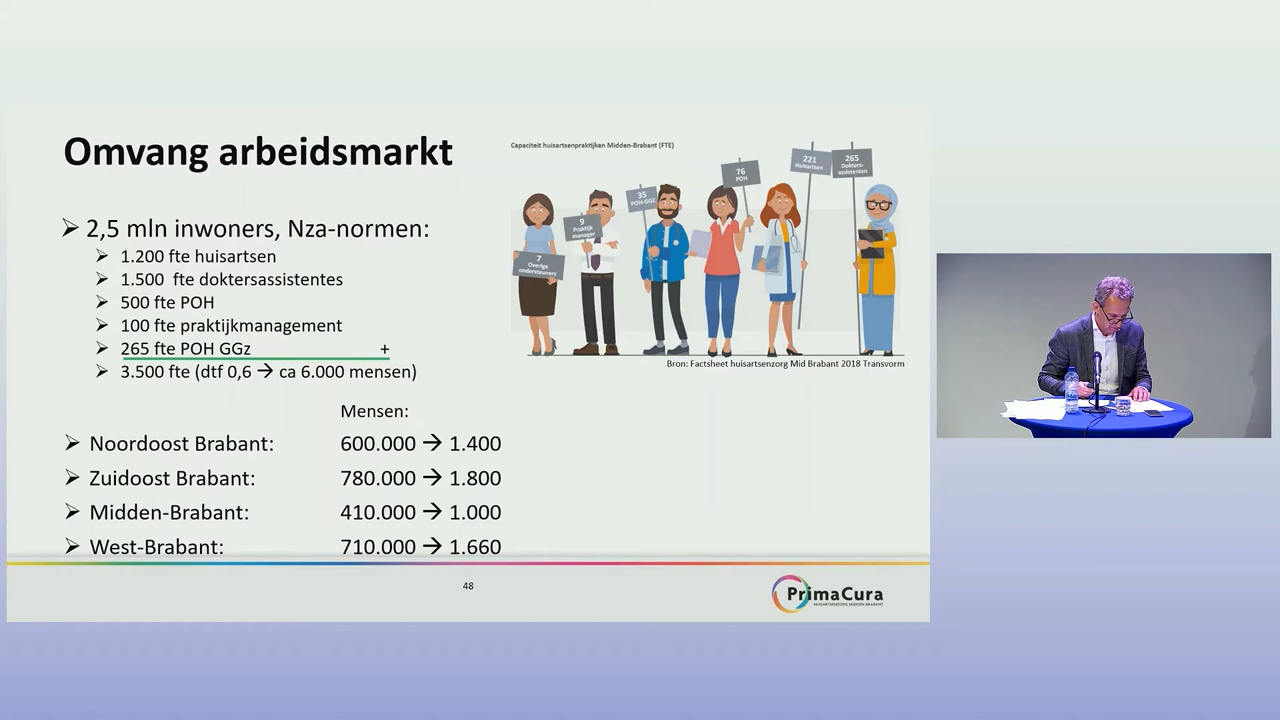 Omvang arbeidsmarkt
➢ 2,5 mln inwoners, Nza-normen:
➢ 1.200 fte huisartsen
➢ 1.500 fte doktersassistentes
➢ 500 fte POH
➢ 100 fte praktijkmanagement
➢ 265 fte POH GGz +
➢ 3.500 fte (dtf 0,6 → ca 6.000 mensen)
Mensen:
➢ Noordoost Brabant: 600.000 → 1.400
➢ Zuidoost Brabant: 780.000 → 1.800
➢ Midden-Brabant: 410.000 → 1.000
➢ West-Brabant: 710.000 → 1.660
Capaciteit huisartsenpraktijken Midden-Brabant (FTE)
7
Overige
ondersteuners
9
Praktijk
manager
35
POH-GGZ
76
POH
221
Huisartsen
265
Dokters-
assistenten
Bron: Factsheet huisartsenzorg Mid Brabant 2018 Transvorm
48
PrimaCura
HUISARTSENZORG MIDDEN-BRABANT